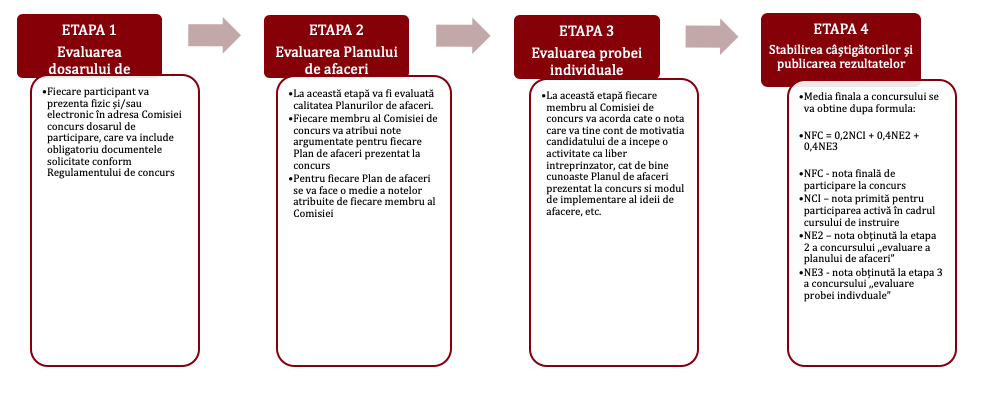 ETAPA 1
Evaluarea
dosarului de
•Fiecare participant va
prezenta fizic și/sau
electronic în adresa Comisiei
concurs dosarul de
participare, care va include
obligatoriu documentele
solicitate conform
Regulamentului de concurs
ETAPA 2
Evaluarea Planului
de afaceri
•La această etapă va fi evaluată
calitatea Planurilor de afaceri.
•Fiecare membru al Comisiei de
concurs va atribui note
argumentate pentru fiecare
Plan de afaceri prezentat la
concurs
•Pentru fiecare Plan de afaceri
se va face o medie a notelor
atribuite de fiecare membru al
Comisiei
ETAPA 3
Evaluarea probei
individuale
•La această etapă fiecare
membru al Comisiei de
concurs va acorda cate o nota
care va tine cont de motivatia
candidatului de a incepe o
activitate ca liber
intreprinzator, cat de bine
cunoaste Planul de afaceri
prezentat la concurs si modul
de implementare al ideii de
afacere, etc.
ETAPA 4
Stabilirea câștigătorilor și
publicarea rezultatelor
•Media finala a concursului se
va obtine dupa formula:
•NFC = 0,2NCI + 0,4NE2 +
0,4NE3
•NFC - nota finală de
participare la concurs
•NCI – nota primită pentru
participarea activă în cadrul
cursului de instruire
•NE2 – nota obținută la etapa
2 a concursului „evaluare a
planului de afaceri”
•NE3 - nota obținută la etapa 3
a concursului „evaluare
probei indivduale”